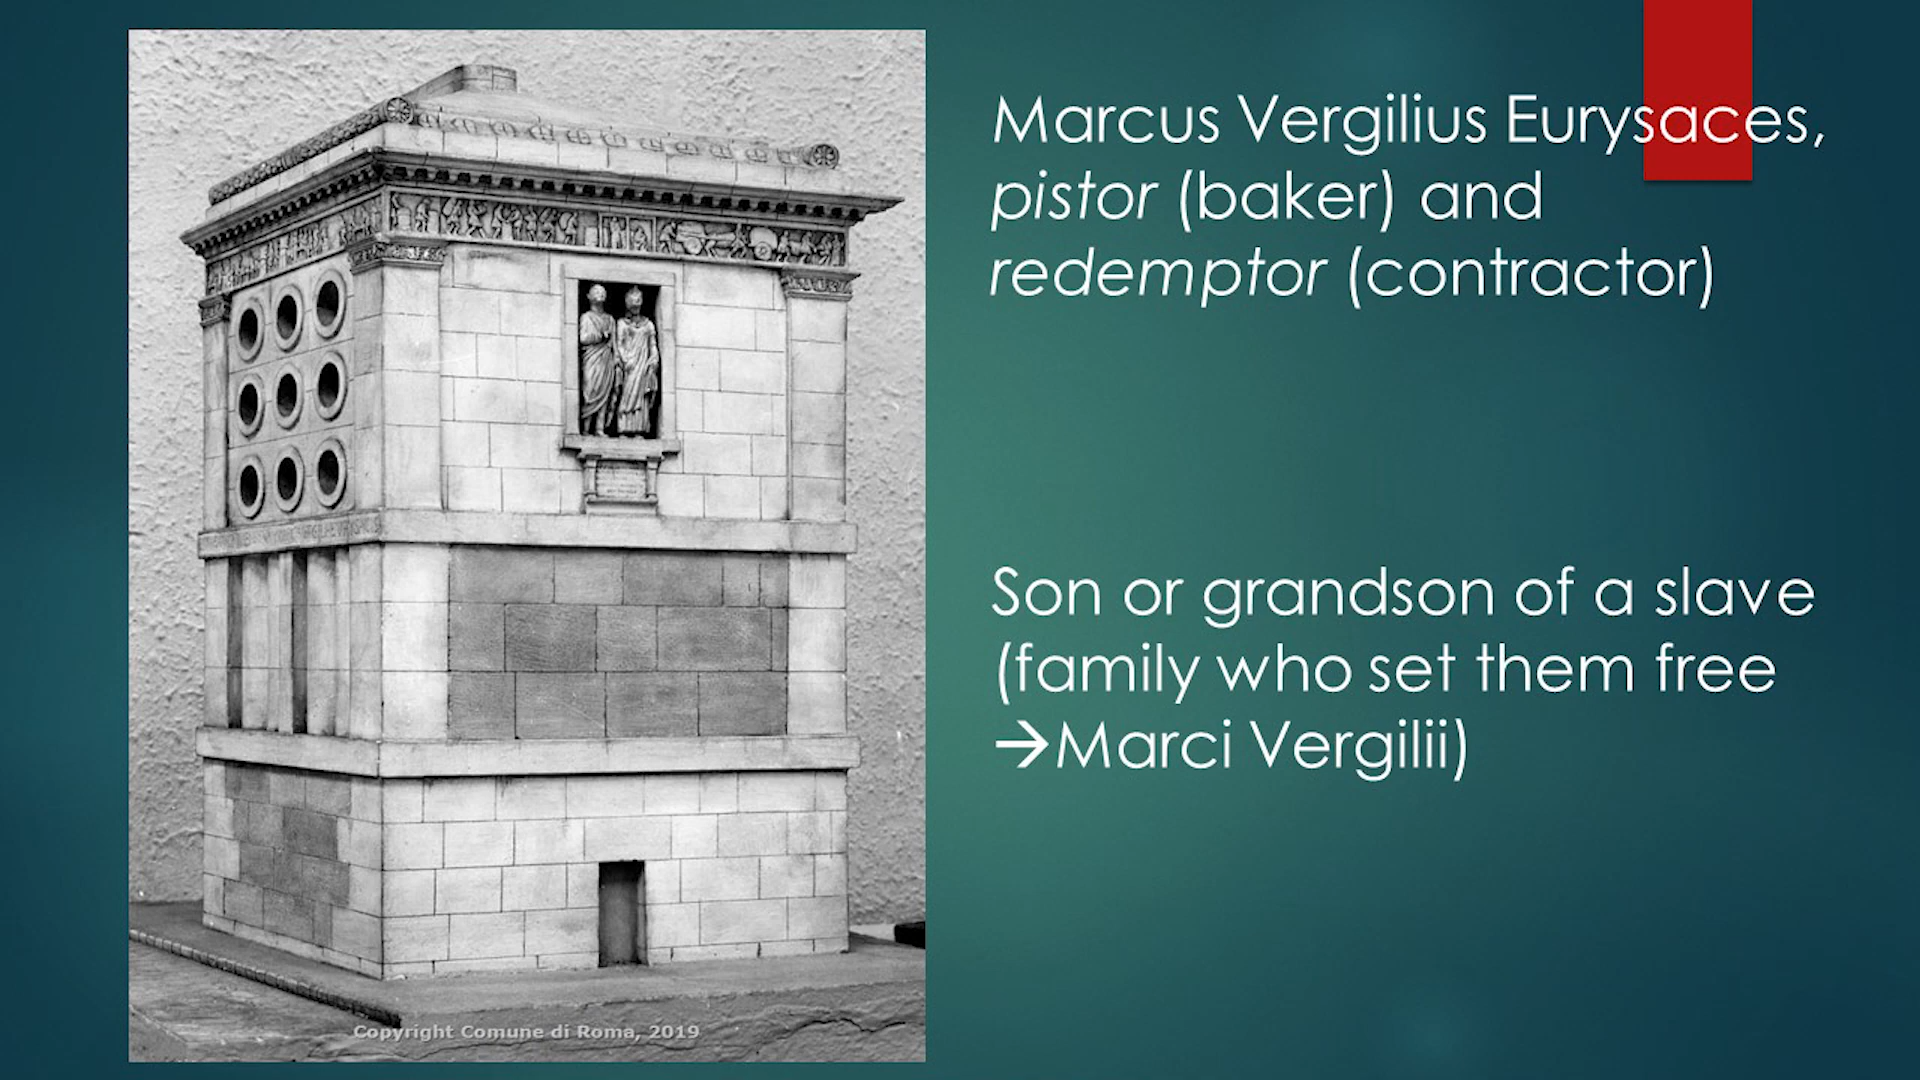 Marcus Vergilius Eurysaces,
pistor (baker) and
redemptor (contractor)
Son or grandson of a slave
(family who set them free
→Marci Vergilii)
Copyright Comune di Roma, 2019